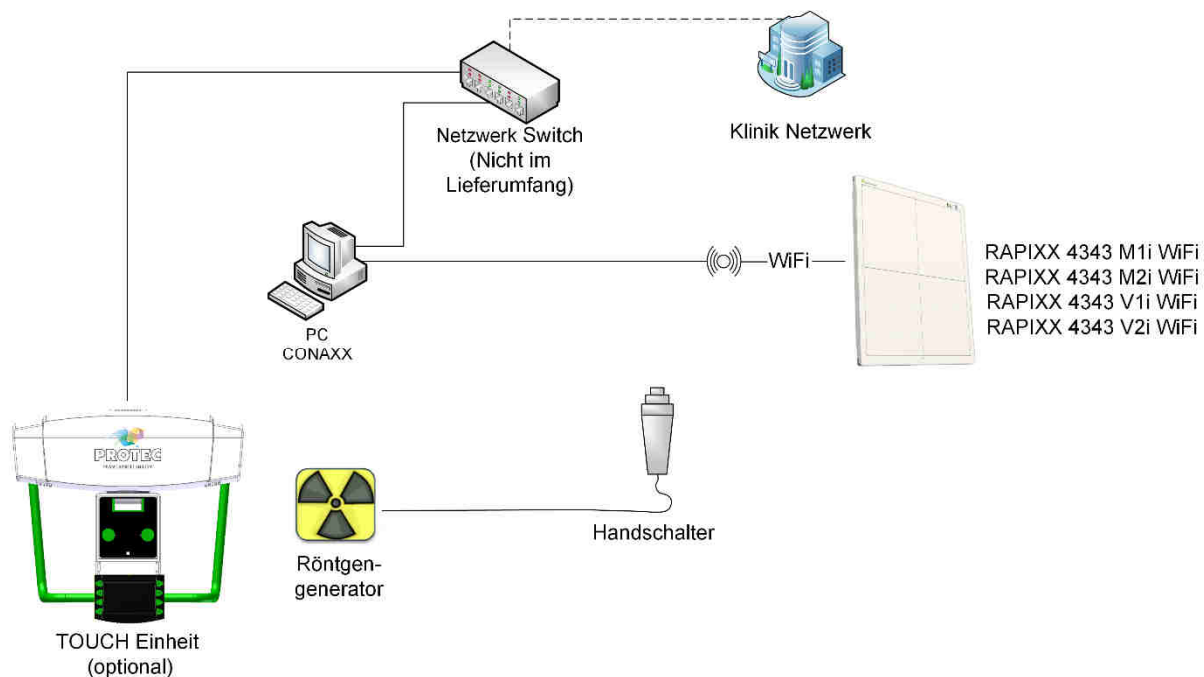 Netzwerk Switch
(Nicht im
Lieferumfang)
Klinik Netzwerk
PC
CONAXX
WiFi
RAPIXX 4343 M1i WiFi
RAPIXX 4343 M2i WiFi
RAPIXX 4343 V1i WiFi
RAPIXX 4343 V2i WiFi
PROTEC
Röntgen-
generator
Handschalter
TOUCH Einheit
(optional)